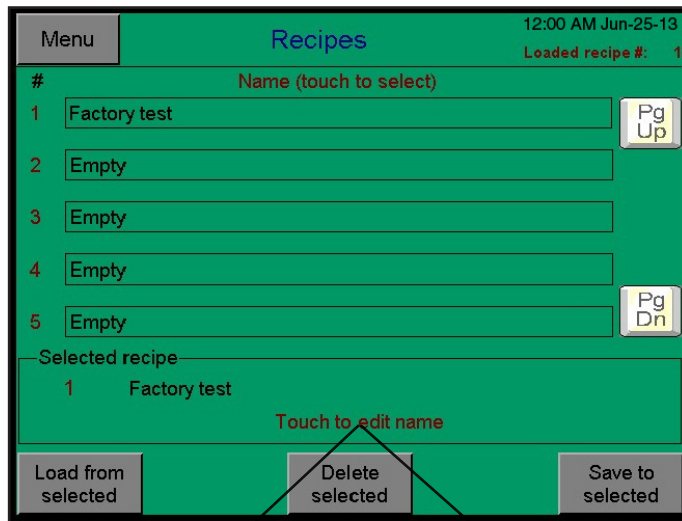 Menu
Recipes
12:00 AM Jun-25-13
Loaded recipe #: 1
# Name (touch to select)
1 Factory test
Pg
Up
2 Empty
3 Empty
4 Empty
Pg
Dn
5 Empty
Selected recipe
1 Factory test
Touch to edit name
Load from
selected
Delete
selected
Save to
selected